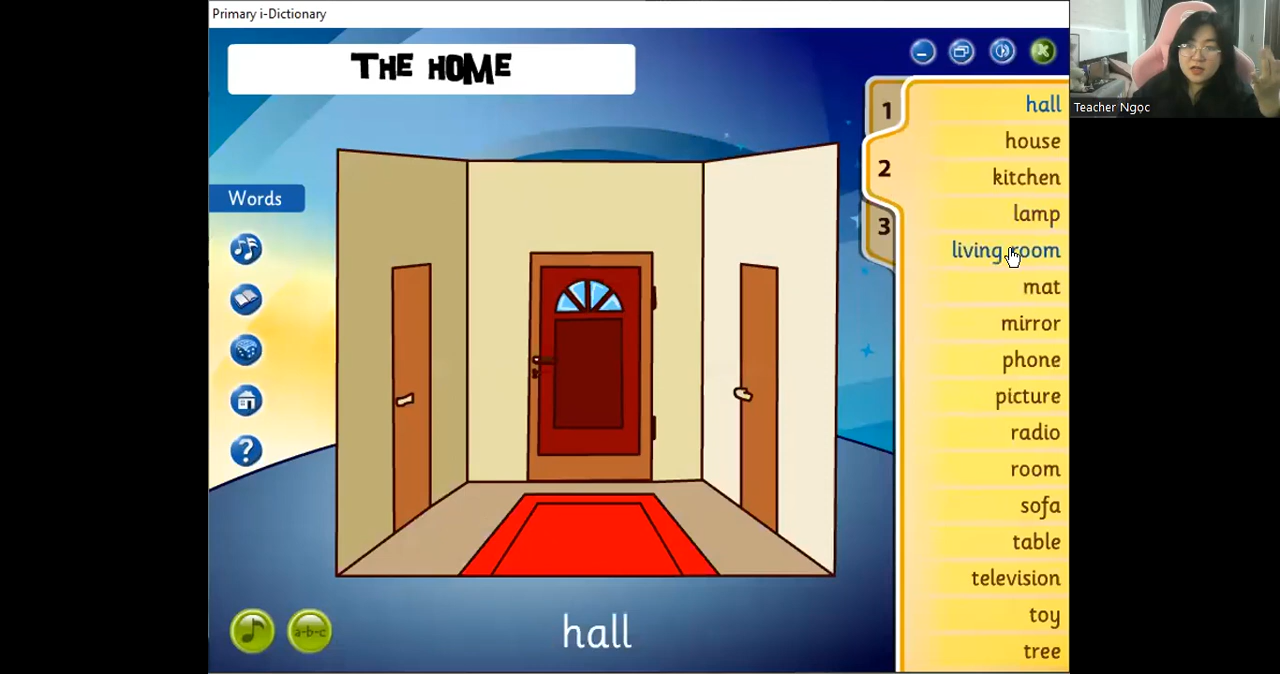 Primary i-Dictionary
THE HOME
Words
?
a-b-c
hall
1
2
3
hall
house
kitchen
lamp
living room
mat
mirror
phone
picture
radio
room
sofa
table
television
toy
tree
Teacher Ngọc